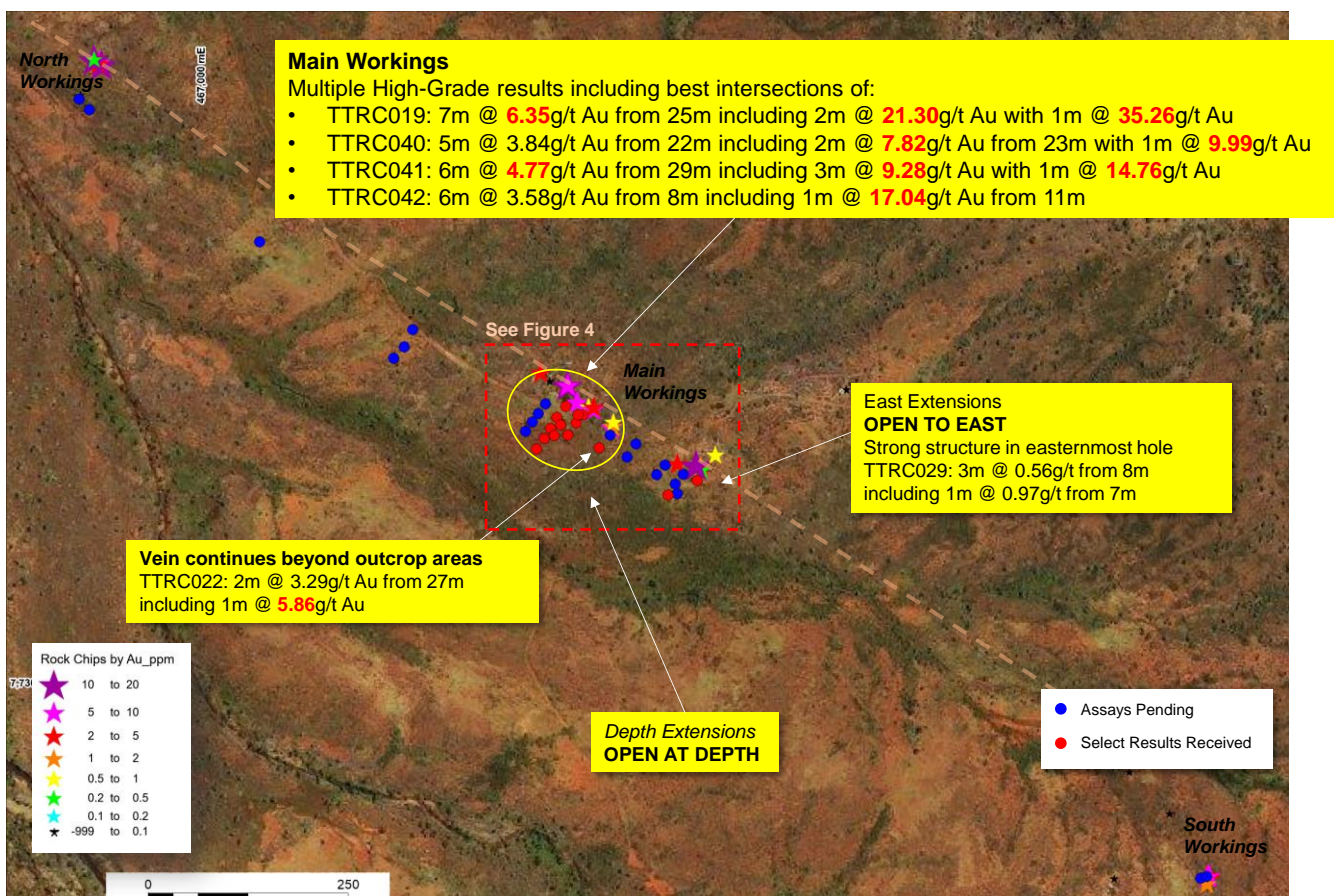 North
Workings
467,000 mE
Main Workings
Multiple High-Grade results including best intersections of:
• TTRC019: 7m @ 6.35g/t Au from 25m including 2m @ 21.30g/t Au with 1m @ 35.26g/t Au
• TTRC040: 5m @ 3.84g/t Au from 22m including 2m @ 7.82g/t Au from 23m with 1m @ 9.99g/t Au
• TTRC041: 6m @ 4.77g/t Au from 29m including 3m @ 9.28g/t Au with 1m @ 14.76g/t Au
• TTRC042: 6m @ 3.58g/t Au from 8m including 1m @ 17.04g/t Au from 11m
See Figure 4
Main
Workings
East Extensions
OPEN TO EAST
Strong structure in easternmost hole
TTRC029: 3m @ 0.56g/t from 8m
including 1m @ 0.97g/t from 7m
Vein continues beyond outcrop areas
TTRC022: 2m @ 3.29g/t Au from 27m
including 1m @ 5.86g/t Au
Depth Extensions
OPEN AT DEPTH
Rock Chips by Au_ppm
10 to 20
5 to 10
2 to 5
1 to 2
0.5 to 1
0.2 to 0.5
0.1 to 0.2
-999 to 0.1
Assays Pending
Select Results Received
South
Workings
0 250